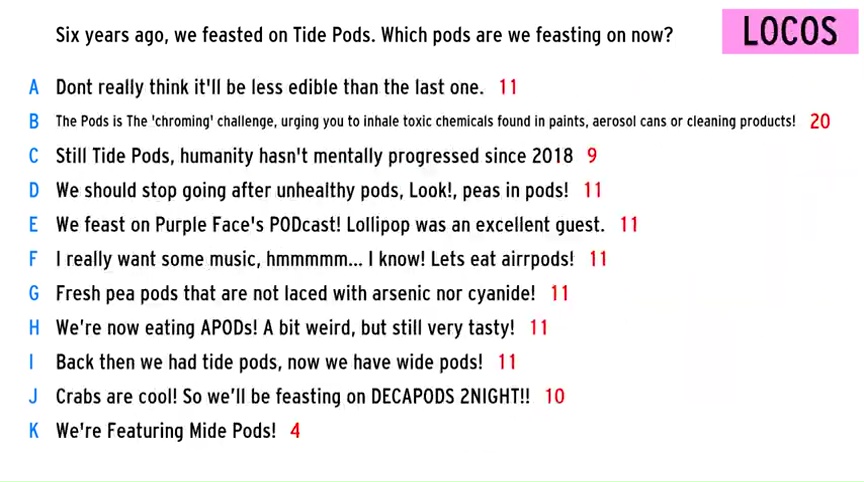 Six years ago, we feasted on Tide Pods. Which pods are we feasting on now?
LOCOS
A Dont really think it'll be less edible than the last one. 11
B The Pods is The 'chroming' challenge, urging you to inhale toxic chemicals found in paints, aerosol cans or cleaning products! 20
C Still Tide Pods, humanity hasn't mentally progressed since 2018 9
D We should stop going after unhealthy pods, Look!, peas in pods! 11
E We feast on Purple Face's PODcast! Lollipop was an excellent guest. 11
F I really want some music, hmmmmm... I know! Lets eat airrpods! 11
G Fresh pea pods that are not laced with arsenic nor cyanide! 11
H We're now eating APODs! A bit weird, but still very tasty! 11
I Back then we had tide pods, now we have wide pods! 11
J Crabs are cool! So we'll be feasting on DECAPODS 2NIGHT!! 10
K We're Featuring Mide Pods! 4